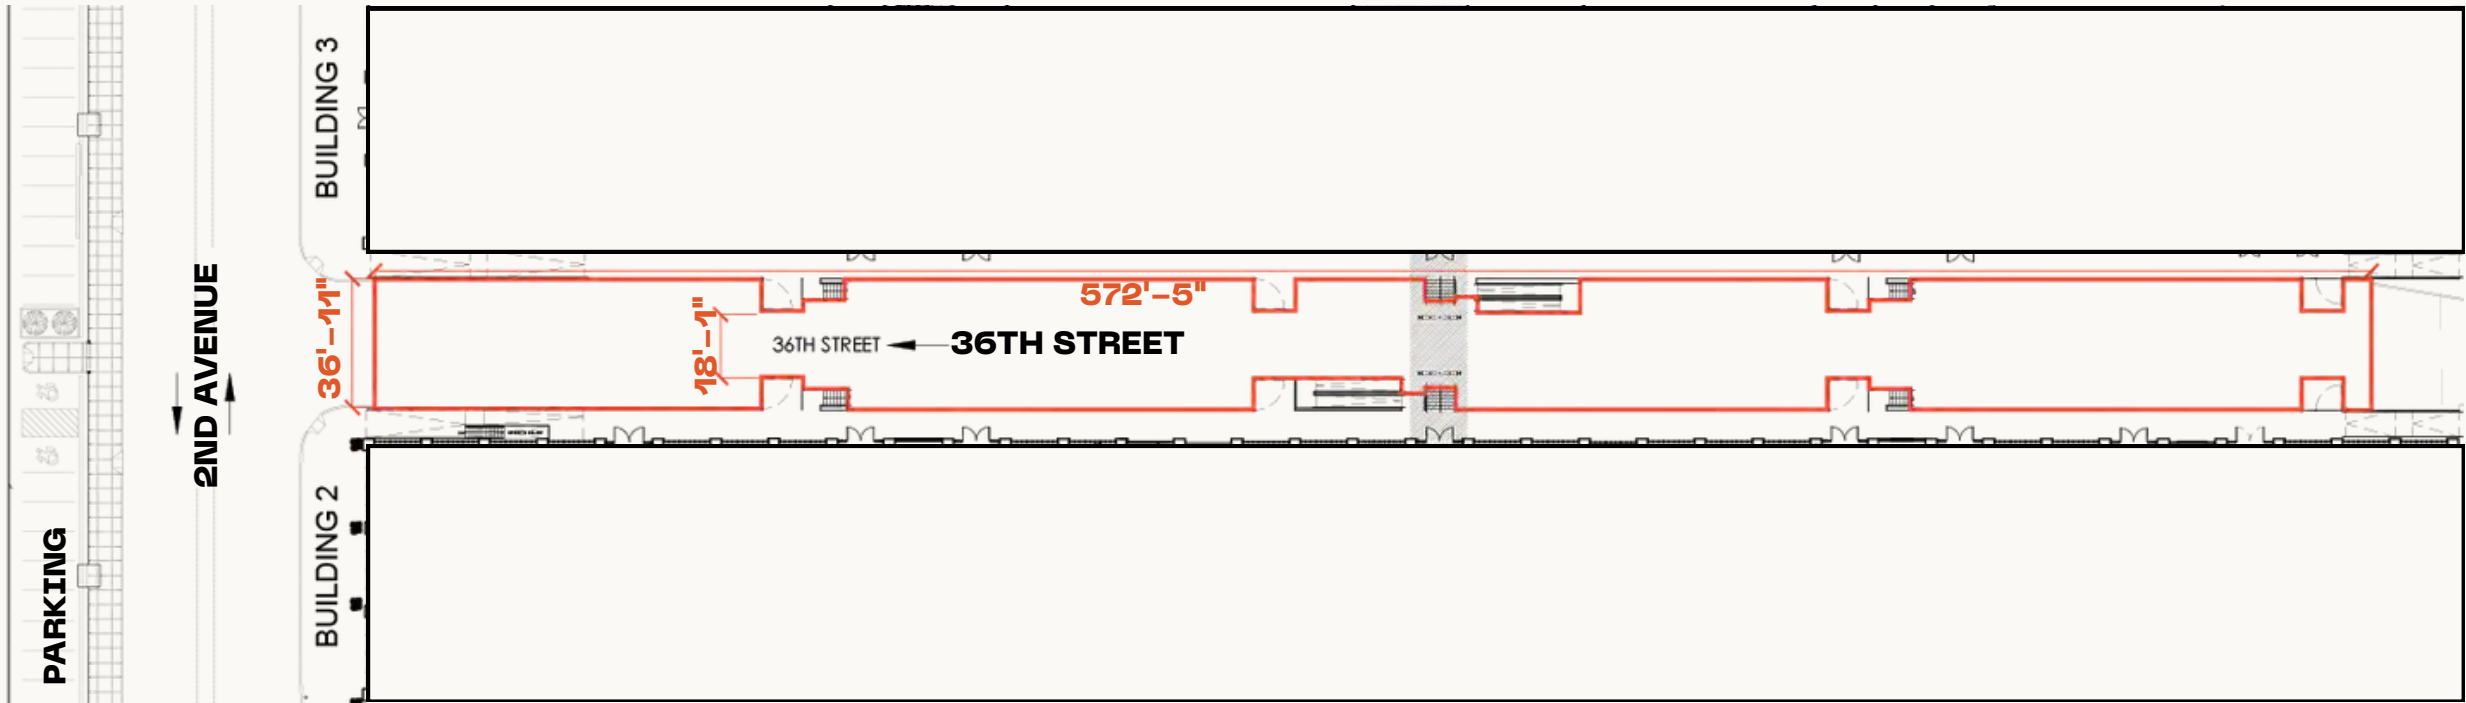 BUILDING 3
572'-5"
36'-11"
18'-1"
36TH STREET
36TH STREET
2ND AVENUE
BUILDING 2
PARKING